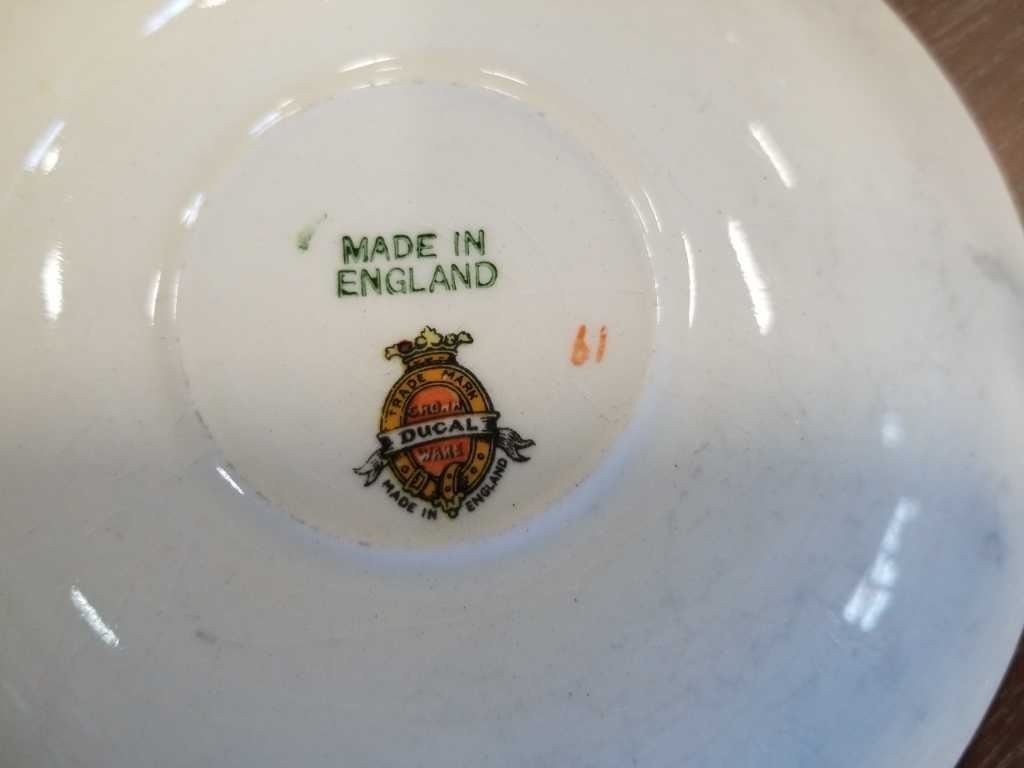 MADE IN
ENGLAND
61
TRADE MARK
CROWN
DUCAL
WARE
MADE IN ENGLAND